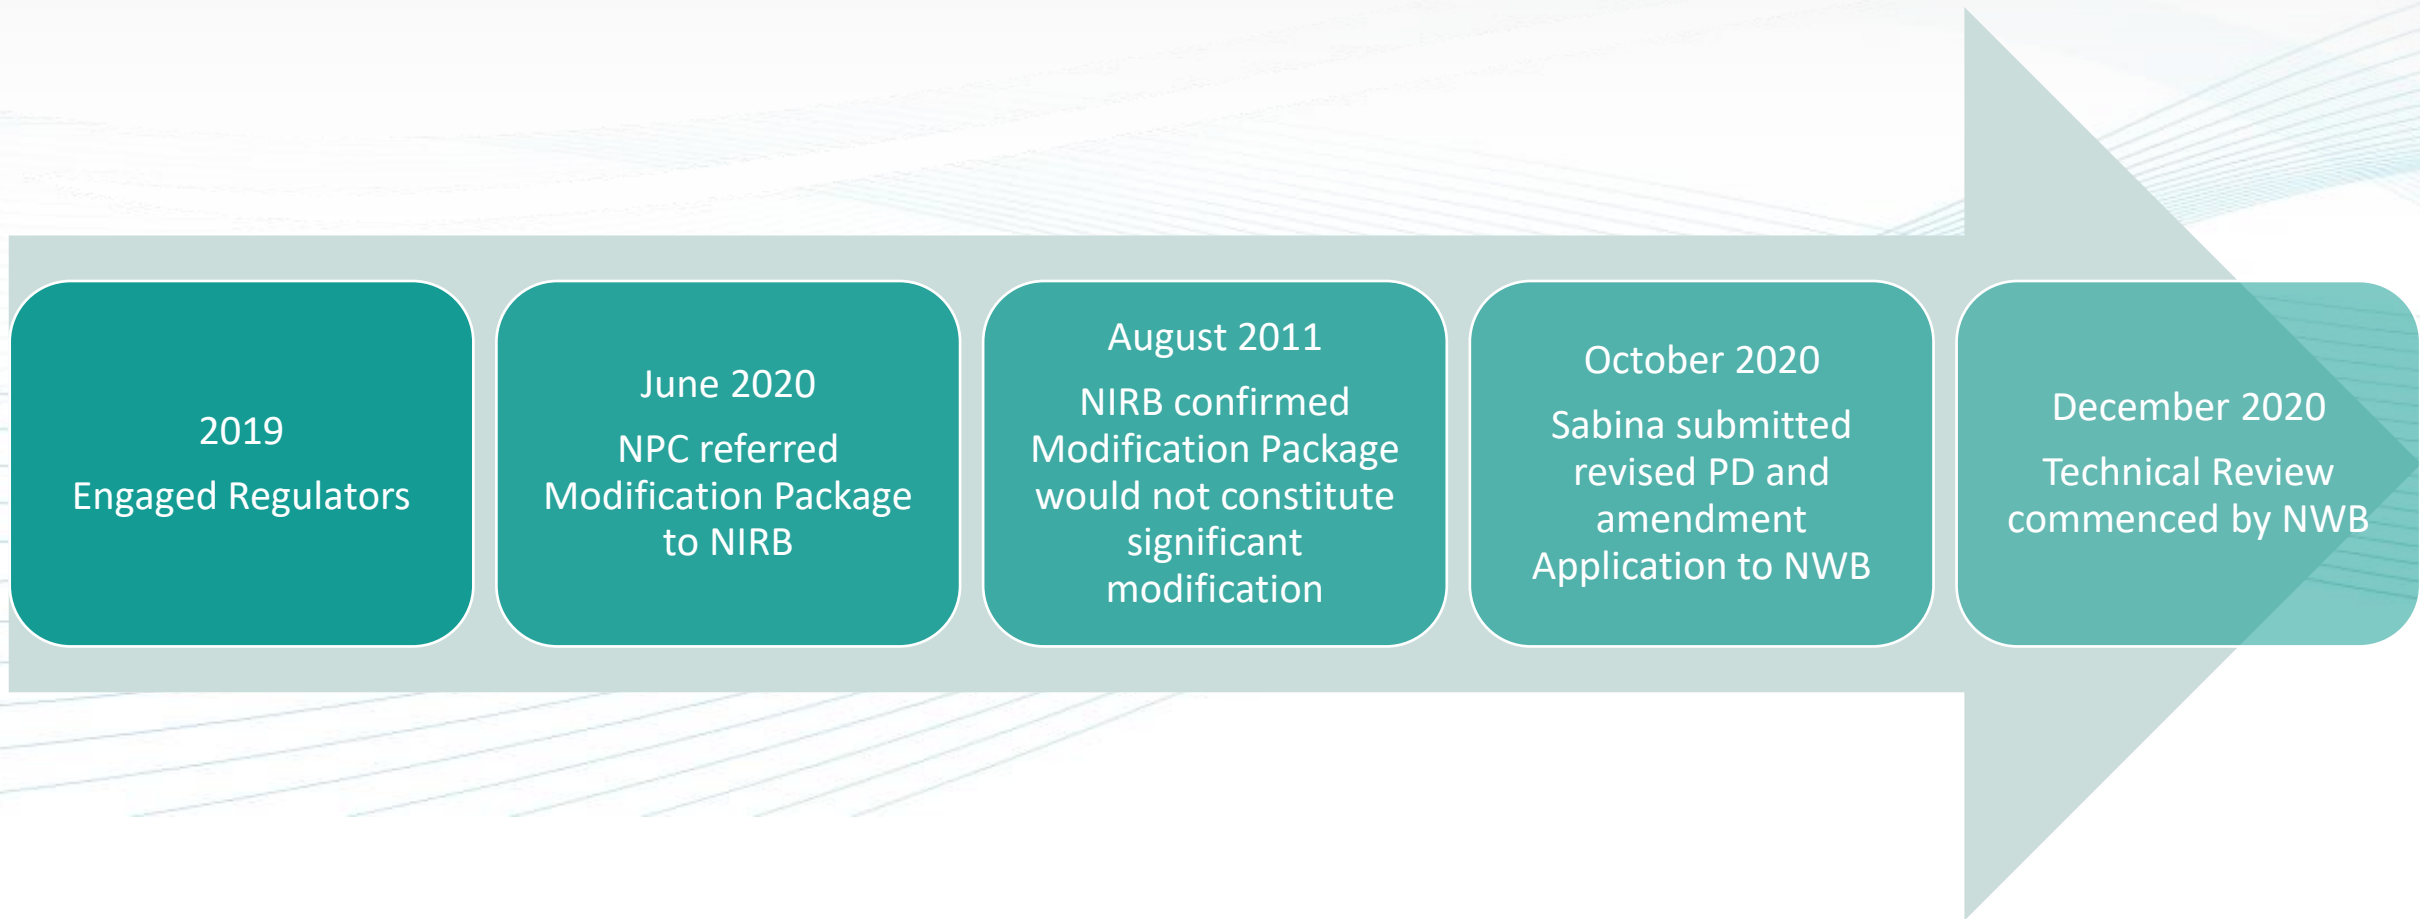 2019
Engaged Regulators
June 2020
NPC referred
Modification Package
to NIRB
August 2011
NIRB confirmed
Modification Package
would not constitute
significant
modification
October 2020
Sabina submitted
revised PD and
amendment
Application to NWB
December 2020
Technical Review
commenced by NWB